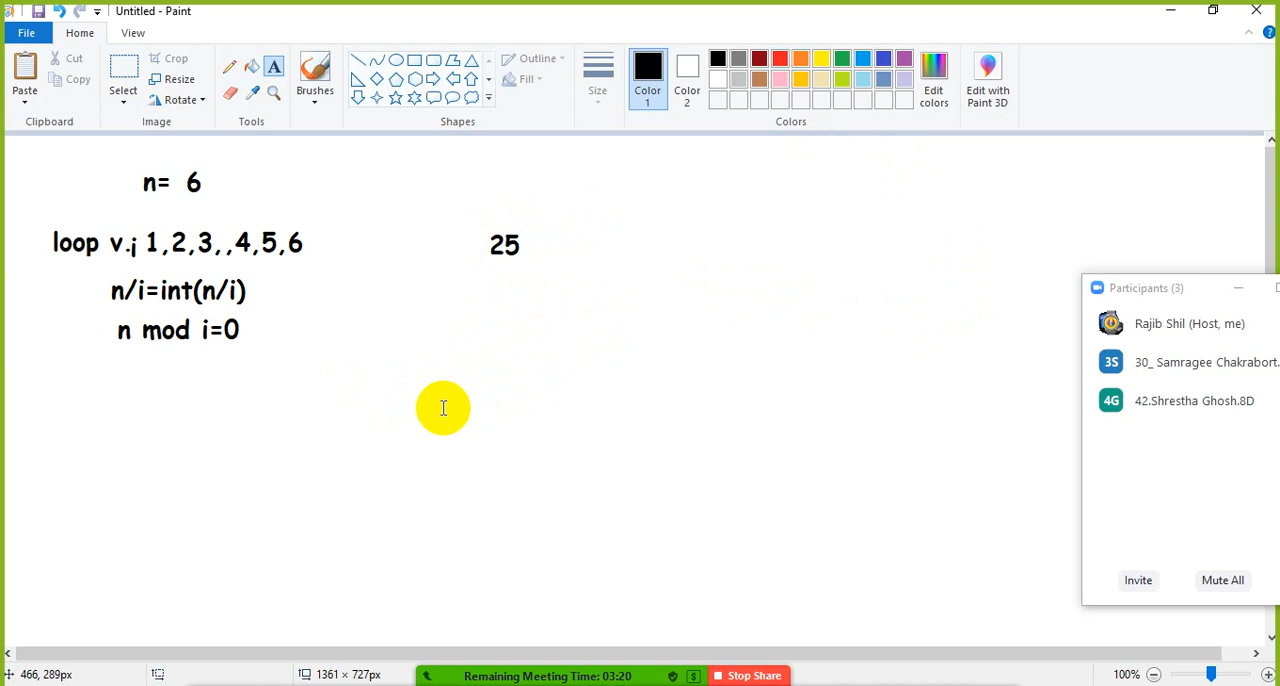 Untitled - Paint
File Home View
Paste
Cut
Copy
Clipboard
Select
Crop
Resize
Rotate
Image
A
Tools
Brushes
Shapes
Outline
Fill
Size
Color 1
Color 2
Edit colors
Colors
Edit with Paint 3D
n= 6
loop v.i 1,2,3,,4,5,6
25
n/i=int(n/i)
n mod i=0
Participants (3)
Rajib Shil (Host, me)
3S 30_ Samragee Chakrabort.
4G 42.Shrestha Ghosh.8D
Invite Mute All
466, 289px
1361 × 727px
Remaining Meeting Time: 03:20
$
Stop Share
100%